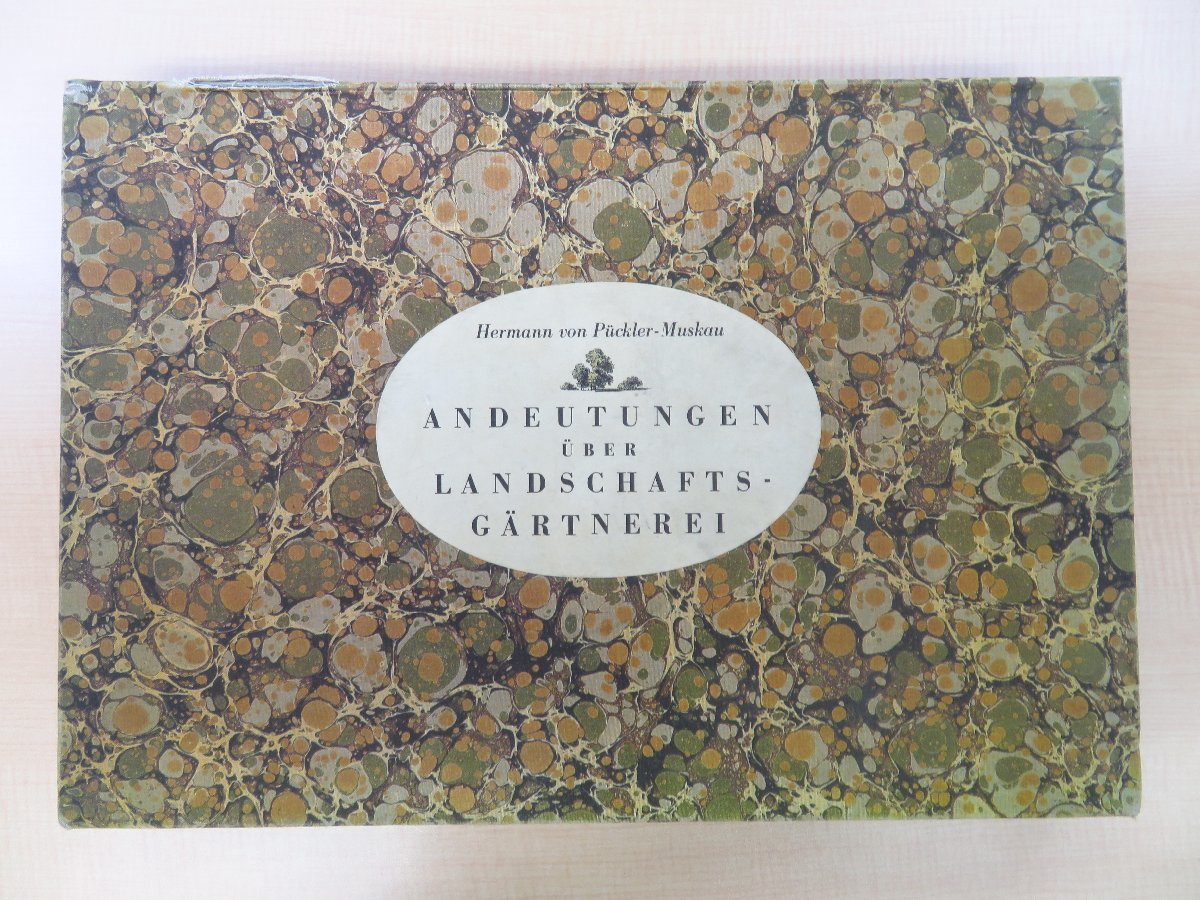 Hermann von Pückler-Muskau
ANDEUTUNGEN
ÜBER
LANDSCHAFTS-
GÄRTNEREI